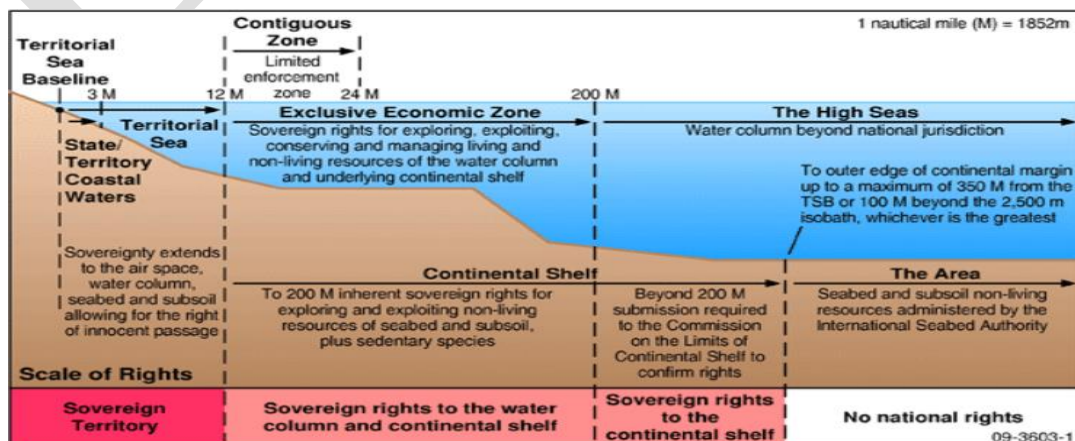 Contiguous
Zone
Limited
enforcement
zone
1 nautical mile (M) = 1852m
Territorial
Sea
Baseline
3 M
12 M
24 M
200 M
Territorial
Sea
State/
Territory
Coastal
Waters
Exclusive Economic Zone
Sovereign rights for exploring, exploiting,
conserving and managing living and
non-living resources of the water column
and underlying continental shelf
The High Seas
Water column beyond national jurisdiction
To outer edge of continental margin
up to a maximum of 350 M from the
TSB or 100 M beyond the 2,500 m
isobath, whichever is the greatest
Sovereignty extends
to the air space,
water column,
seabed and subsoil
allowing for the right
of innocent passage
Continental Shelf
To 200 M inherent sovereign rights for
exploring and exploiting non-living
resources of seabed and subsoil,
plus sedentary species
Beyond 200 M
submission required
to the Commission
on the Limits of
Continental Shelf to
confirm rights
The Area
Seabed and subsoil non-living
resources administered by the
International Seabed Authority
Scale of Rights
Sovereign
Territory
Sovereign rights to the water
column and continental shelf
Sovereign rights
to the
continental shelf
No national rights
09-3603-1